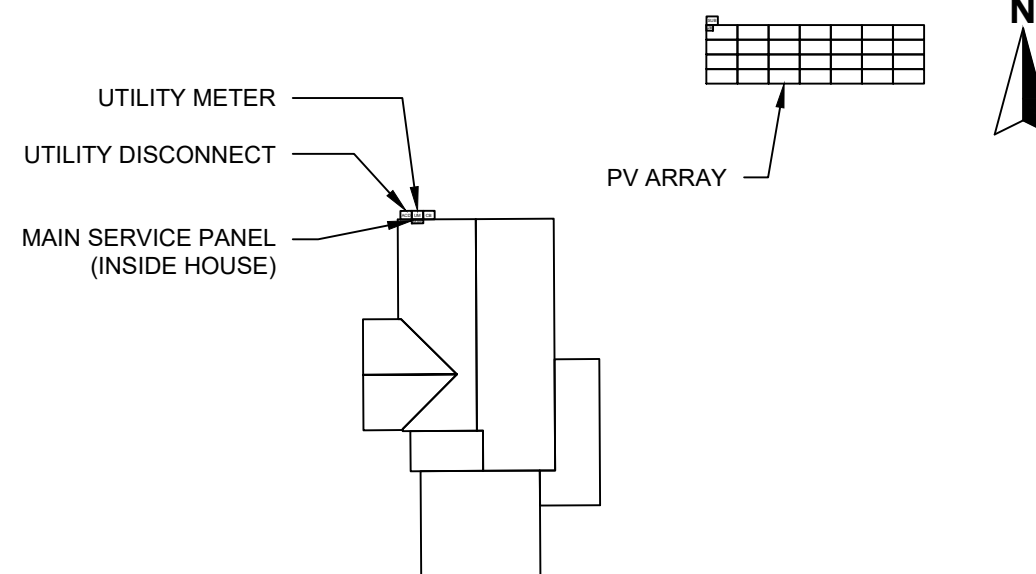 N
UTILITY METER
UTILITY DISCONNECT
PV ARRAY
MAIN SERVICE PANEL
(INSIDE HOUSE)